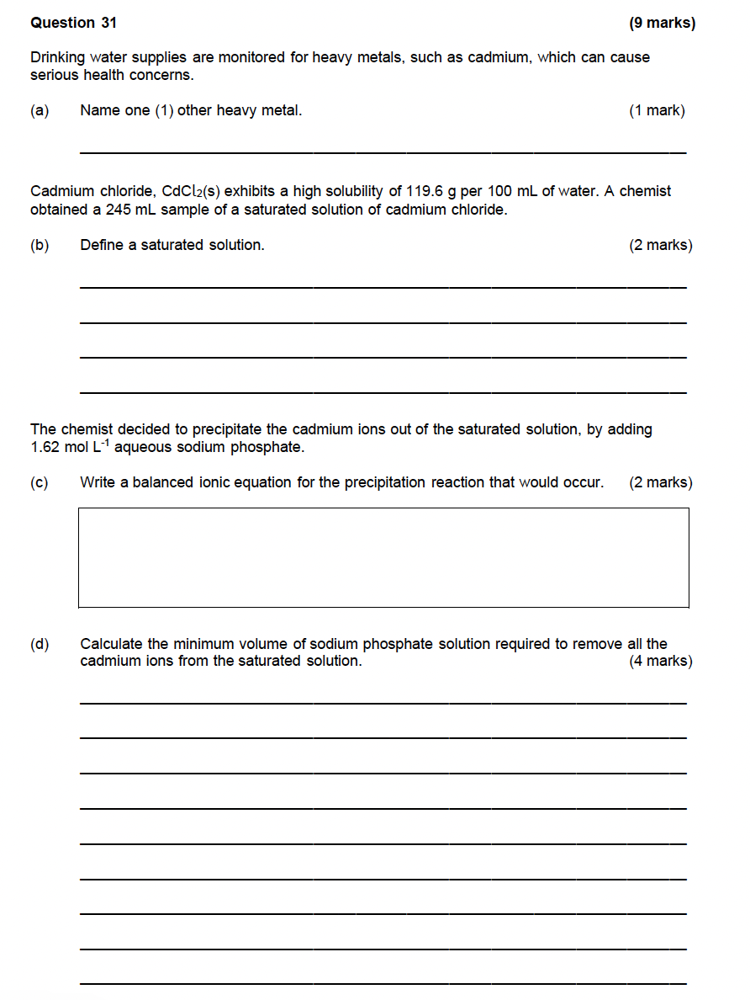 Question 31 (9 marks)
Drinking water supplies are monitored for heavy metals, such as cadmium, which can cause
serious health concerns.
(a) Name one (1) other heavy metal. (1 mark)
Cadmium chloride, CdCl₂(s) exhibits a high solubility of 119.6 g per 100 mL of water. A chemist
obtained a 245 mL sample of a saturated solution of cadmium chloride.
(b) Define a saturated solution. (2 marks)
The chemist decided to precipitate the cadmium ions out of the saturated solution, by adding
1.62 mol L⁻¹ aqueous sodium phosphate.
(c) Write a balanced ionic equation for the precipitation reaction that would occur. (2 marks)
(d) Calculate the minimum volume of sodium phosphate solution required to remove all the
cadmium ions from the saturated solution. (4 marks)